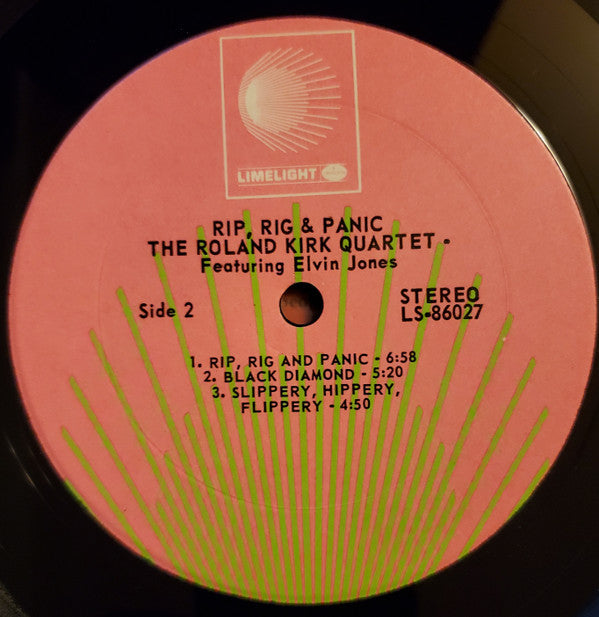 LIMELIGHT
RIP, RIG & PANIC
THE ROLAND KIRK QUARTET •
Featuring Elvin Jones
Side 2
STEREO
LS-86027
1. RIP, RIG AND PANIC - 6:58
2. BLACK DIAMOND - 5:20
3. SLIPPERY, HIPPERY,
FLIPPERY - 4:50